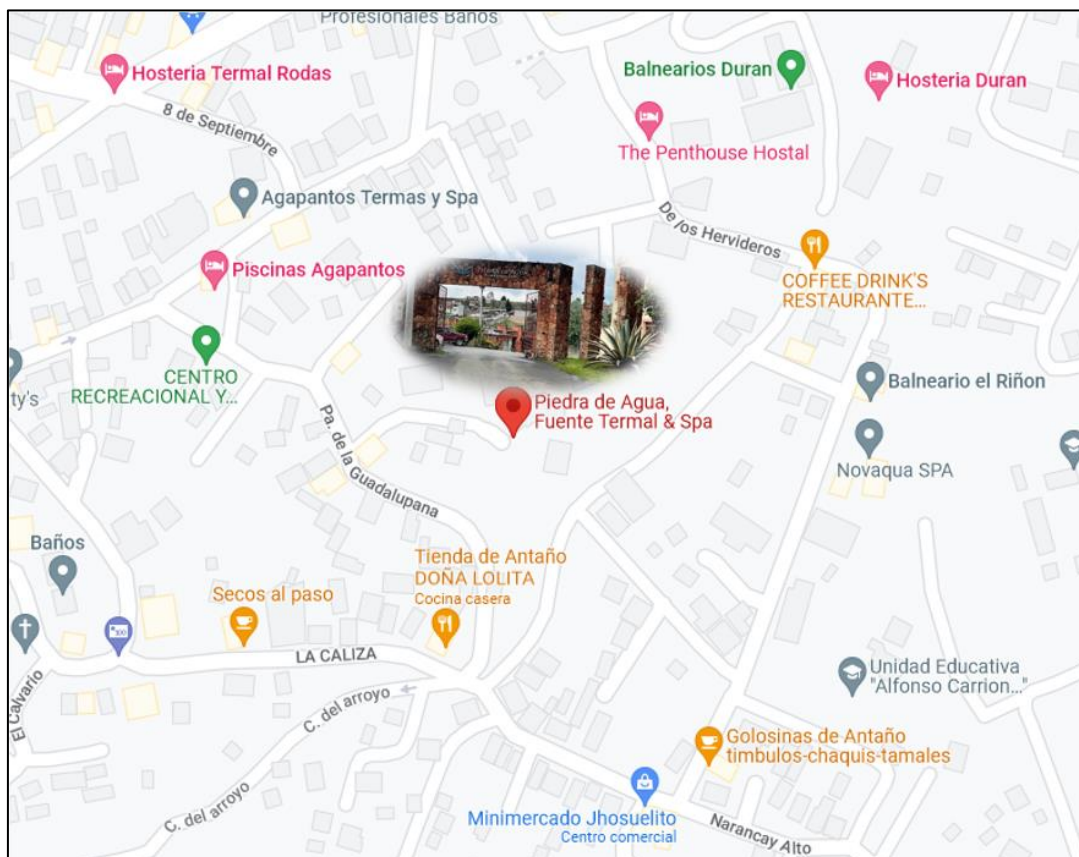 Profesionales Baños
Hosteria Termal Rodas
Balnearios Duran
Hosteria Duran
8 de Septiembre
The Penthouse Hostal
Agapantos Termas y Spa
De los Hervideros
Piscinas Agapantos
COFFEE DRINK'S
RESTAURANTE...
CENTRO
RECREACIONAL Y...
ty's
Balneario el Riñon
Piedra de Agua,
Fuente Termal & Spa
Pa. de la Guadalupana
Novaqua SPA
Baños
Tienda de Antaño
DOÑA LOLITA
Cocina casera
Secos al paso
LA CALIZA
El Calvario
C. del arroyo
Unidad Educativa
"Alfonso Carrion..."
Golosinas de Antaño
timbulos-chaquis-tamales
C. del arroyo
Minimercado Jhosuelito
Centro comercial
Narancay Alto